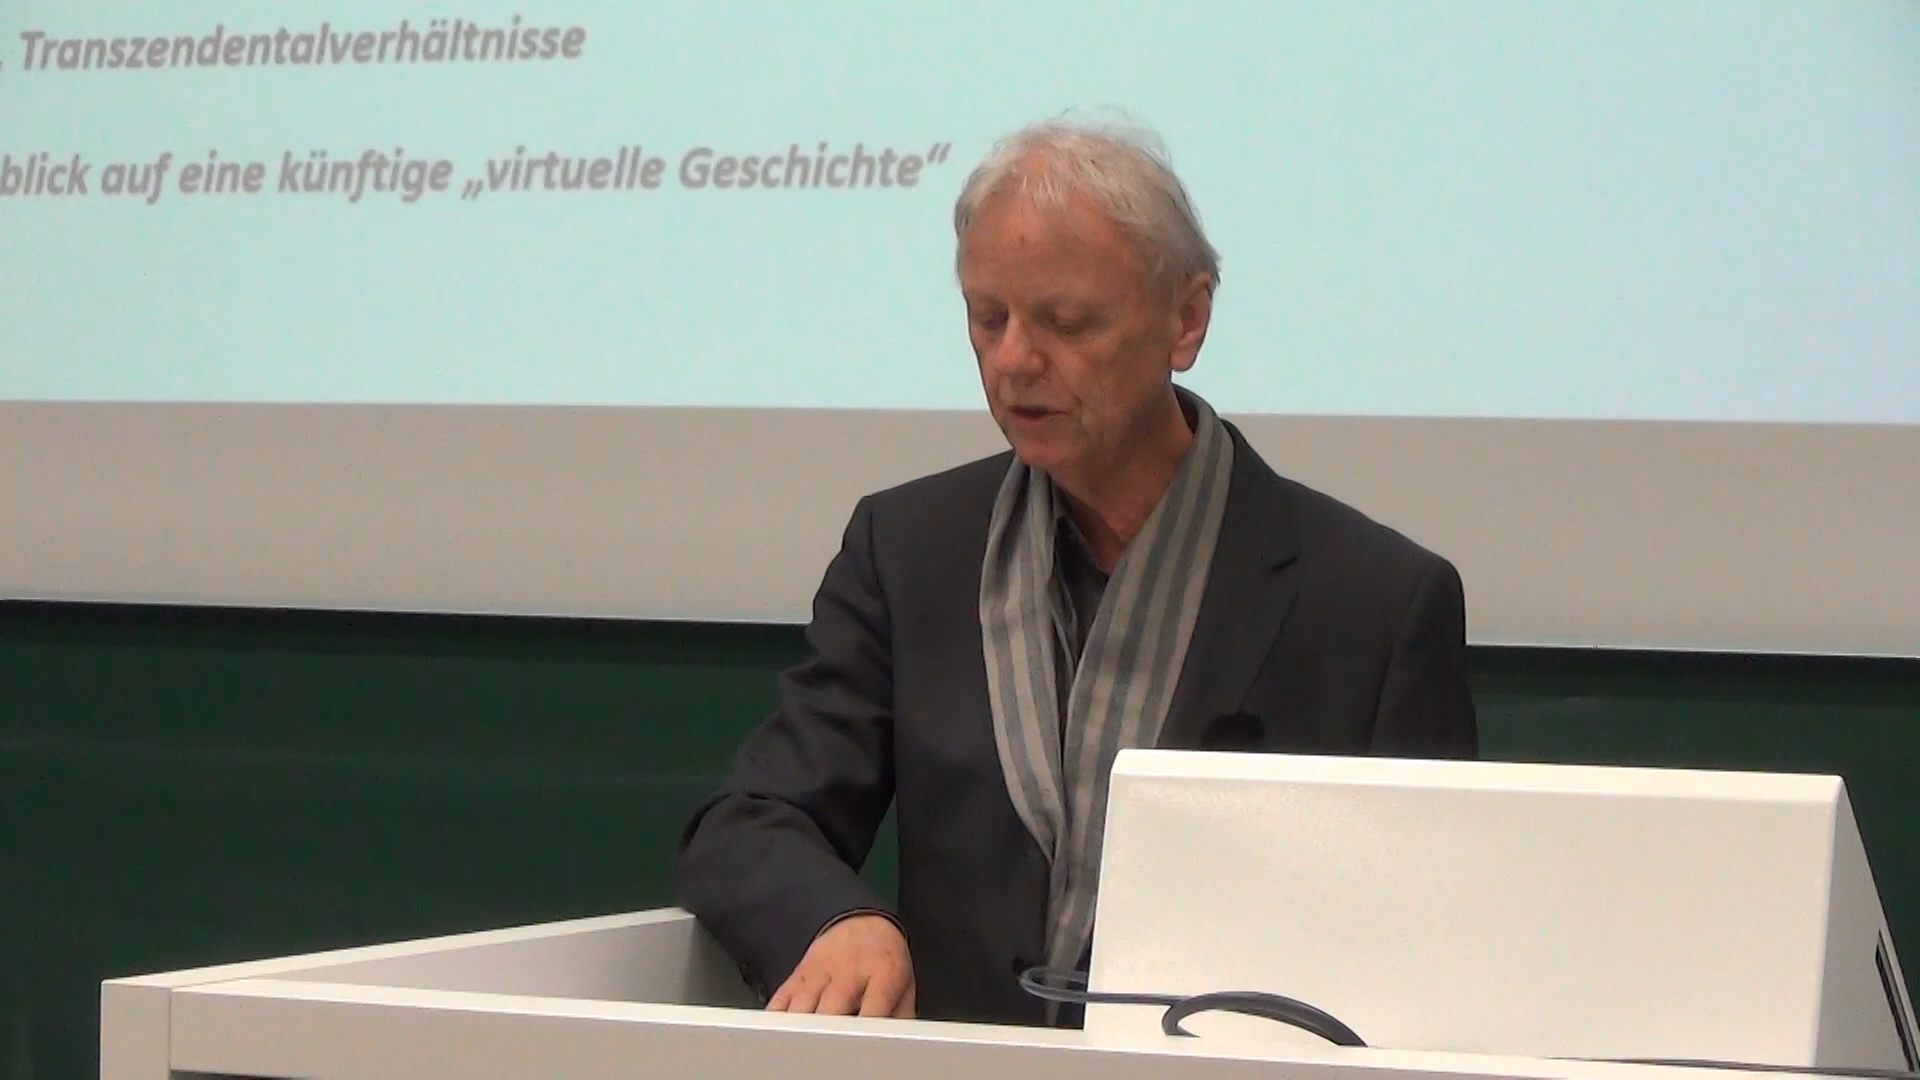 Transzendentalverhältnisse
blick auf eine künftige „virtuelle Geschichte“